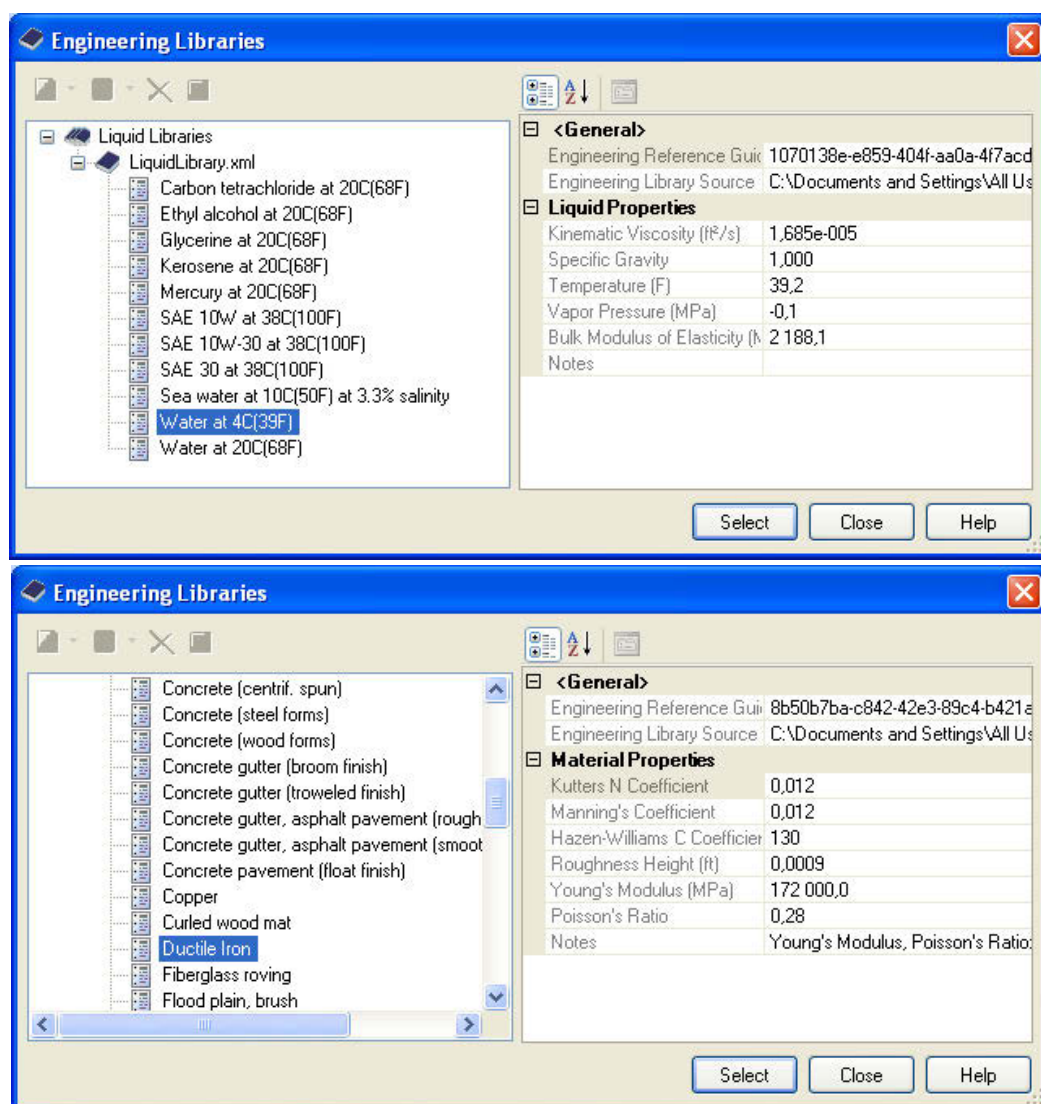 Engineering Libraries
Liquid Libraries
LiquidLibrary.xml
Carbon tetrachloride at 20C(68F)
Ethyl alcohol at 20C(68F)
Glycerine at 20C(68F)
Kerosene at 20C(68F)
Mercury at 20C(68F)
SAE 10W at 38C(100F)
SAE 10W-30 at 38C(100F)
SAE 30 at 38C(100F)
Sea water at 10C(50F) at 3.3% salinity
Water at 4C(39F)
Water at 20C(68F)
<General>
Engineering Reference Guid 1070138e-e859-404f-aa0a-4f7acd
Engineering Library Source C:\Documents and Settings\All Us
Liquid Properties
Kinematic Viscosity (ft²/s) 1,685e-005
Specific Gravity 1,000
Temperature (F) 39,2
Vapor Pressure (MPa) -0,1
Bulk Modulus of Elasticity (M 2 188,1
Notes
Select Close Help
Engineering Libraries
Concrete (centrif. spun)
Concrete (steel forms)
Concrete (wood forms)
Concrete gutter (broom finish)
Concrete gutter (troweled finish)
Concrete gutter, asphalt pavement (rough
Concrete gutter, asphalt pavement (smoot
Concrete pavement (float finish)
Copper
Curled wood mat
Ductile Iron
Fiberglass roving
Flood plain, brush
<General>
Engineering Reference Gui 8b50b7ba-c842-42e3-89c4-b421a
Engineering Library Source C:\Documents and Settings\All Us
Material Properties
Kutters N Coefficient 0,012
Manning's Coefficient 0,012
Hazen-Williams C Coefficier 130
Roughness Height (ft) 0,0009
Young's Modulus (MPa) 172 000,0
Poisson's Ratio 0,28
Notes Young's Modulus, Poisson's Ratio:
Select Close Help